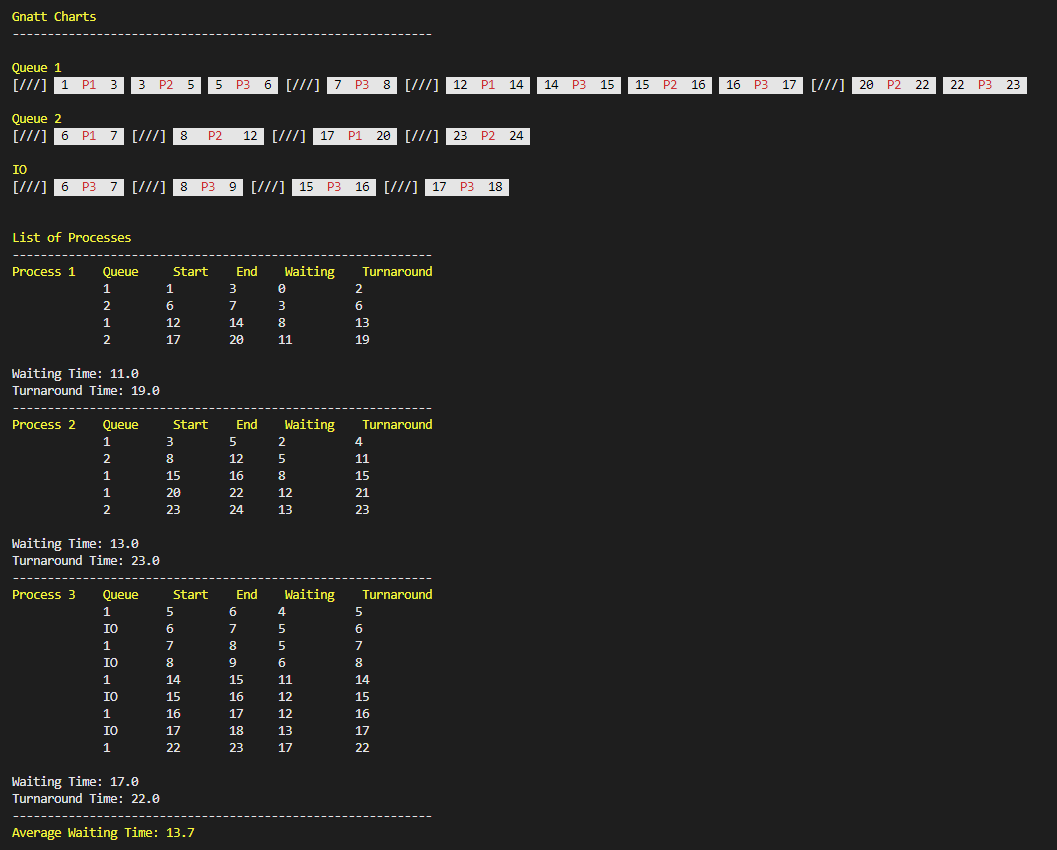 Gnatt Charts
------------------------------------------------------------
Queue 1
[///] 1 P1 3 3 P2 5 5 P3 6 [///] 7 P3 8 [///] 12 P1 14 14 P3 15 15 P2 16 16 P3 17 [///] 20 P2 22 22 P3 23
Queue 2
[///] 6 P1 7 [///] 8 P2 12 [///] 17 P1 20 [///] 23 P2 24
IO
[///] 6 P3 7 [///] 8 P3 9 [///] 15 P3 16 [///] 17 P3 18
List of Processes
------------------------------------------------------------
Process 1 Queue Start End Waiting Turnaround
1 1 3 0 2
2 6 7 3 6
1 12 14 8 13
2 17 20 11 19
Waiting Time: 11.0
Turnaround Time: 19.0
------------------------------------------------------------
Process 2 Queue Start End Waiting Turnaround
1 3 5 2 4
2 8 12 5 11
1 15 16 8 15
1 20 22 12 21
2 23 24 13 23
Waiting Time: 13.0
Turnaround Time: 23.0
------------------------------------------------------------
Process 3 Queue Start End Waiting Turnaround
1 5 6 4 5
IO 6 7 5 6
1 7 8 5 7
IO 8 9 6 8
1 14 15 11 14
IO 15 16 12 15
1 16 17 12 16
IO 17 18 13 17
1 22 23 17 22
Waiting Time: 17.0
Turnaround Time: 22.0
------------------------------------------------------------
Average Waiting Time: 13.7